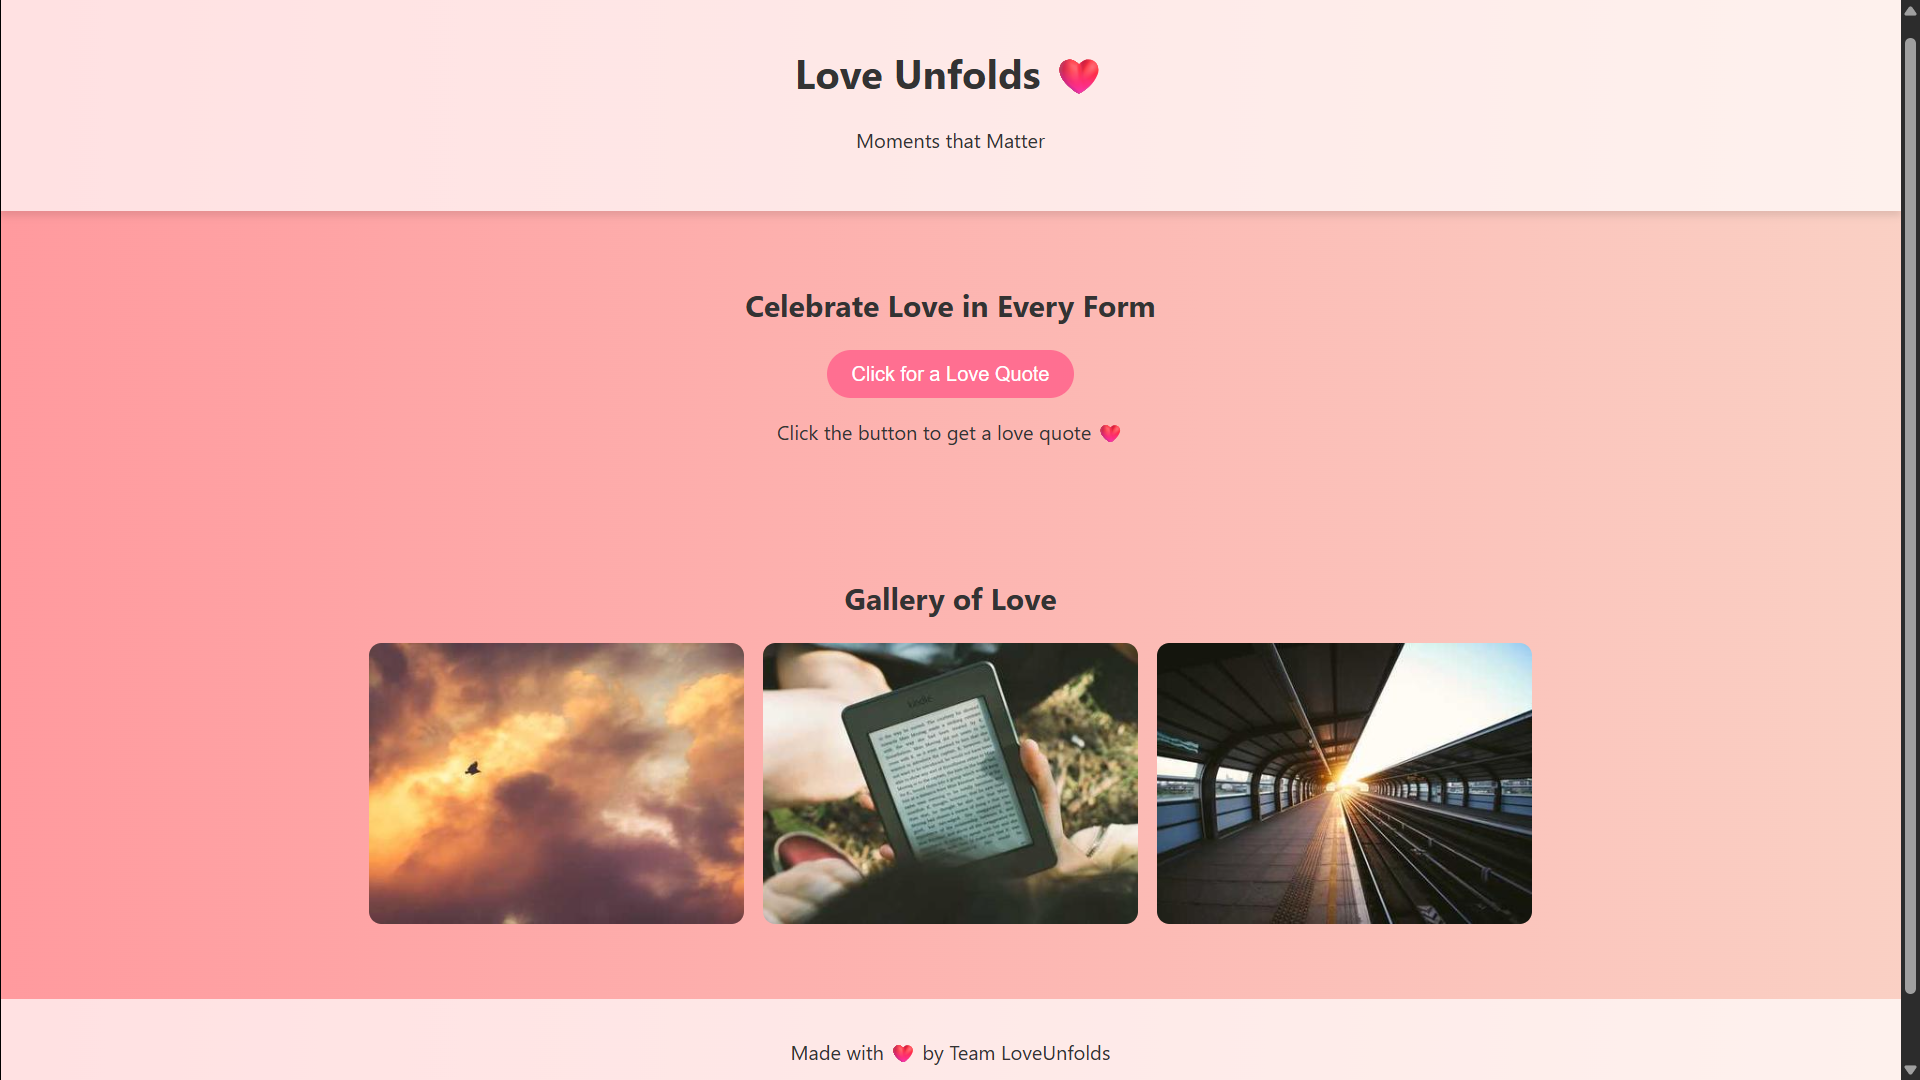 Love Unfolds 💖
Moments that Matter
Celebrate Love in Every Form
Click for a Love Quote
Click the button to get a love quote 💖
Gallery of Love
kindle
Made with 💖 by Team LoveUnfolds